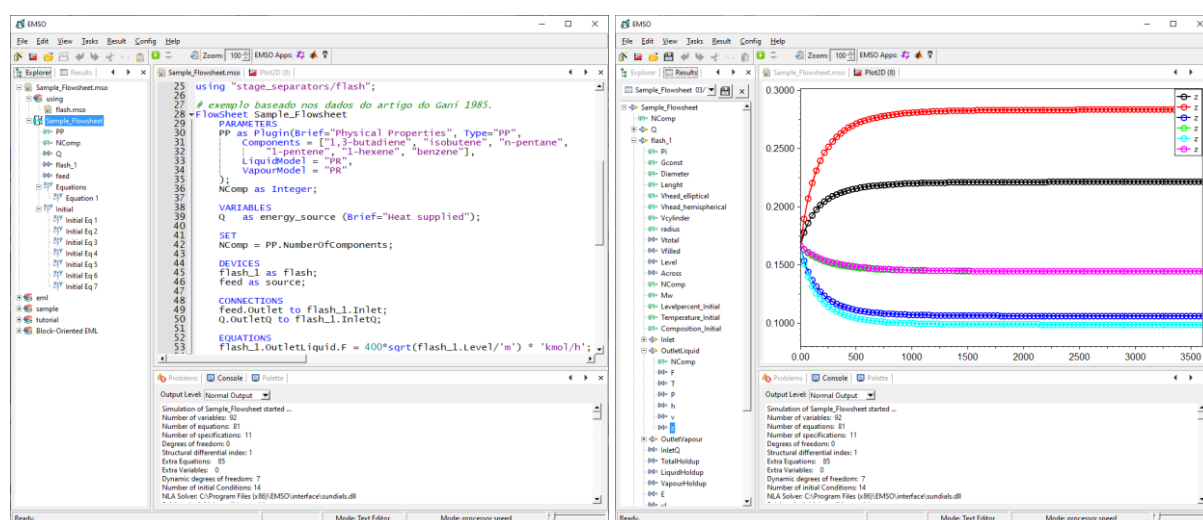 EMSO
File Edit View Tasks Result Config Help
Zoom: 100 EMSO Apps:
Explorer Results
Sample_Flowsheet.mso
using
flash.mso
Sample_Flowsheet
PP
NComp
Q
flash_1
feed
Equations
Equation 1
Initial
Initial Eq 1
Initial Eq 2
Initial Eq 3
Initial Eq 4
Initial Eq 5
Initial Eq 6
Initial Eq 7
eml
sample
tutorial
Block-Oriented EML
Sample_Flowsheet.mso Plot2D (8)
25 using "stage_separators/flash";
26
27 # exemplo baseado nos dados do artigo do Gani 1985.
28 FlowSheet Sample_Flowsheet
29 PARAMETERS
30 PP as Plugin(Brief="Physical Properties", Type="PP",
31 Components = ["1,3-butadiene", "isobutene", "n-pentane",
32 "1-pentene", "1-hexene", "benzene"],
33 LiquidModel = "PR",
34 VapourModel = "PR"
35 );
36 NComp as Integer;
37
38 VARIABLES
39 Q as energy_source (Brief="Heat supplied");
40
41 SET
42 NComp = PP.NumberOfComponents;
43
44 DEVICES
45 flash_1 as flash;
46 feed as source;
47
48 CONNECTIONS
49 feed.Outlet to flash_1.Inlet;
50 Q.OutletQ to flash_1.InletQ;
51
52 EQUATIONS
53 flash_1.OutletLiquid.F = 400*sqrt(flash_1.Level/'m') * 'kmol/h';
Problems Console Palette
Output Level: Normal Output
Simulation of Sample_Flowsheet started ...
Number of variables: 92
Number of equations: 81
Number of specifications: 11
Degrees of freedom: 0
Structural differential index: 1
Extra Equations: 85
Extra Variables: 0
Dynamic degrees of freedom: 7
Number of initial Conditions: 14
NLA Solver: C:\Program Files (x86)\EMSO\interface\sundials.dll
Ready. Mode: Text Editor Mode: processor speed
EMSO
File Edit View Tasks Result Config Help
Zoom: 100 EMSO Apps:
Explorer Results
Sample_Flowsheet 03/
Sample_Flowsheet
NComp
Q
flash_1
Pi
Gconst
Diameter
Lenght
Vhead_elliptical
Vhead_hemispherical
Vcylinder
radius
Vtotal
Vfilled
Level
Across
NComp
Mw
Levelpercent_Initial
Temperature_Initial
Composition_Initial
Inlet
OutletLiquid
NComp
F
T
P
h
v
z
OutletVapour
InletQ
TotalHoldup
LiquidHoldup
VapourHoldup
E
vL
Sample_Flowsheet.mso Plot2D (8)
0.3000
0.2500
0.2000
0.1500
0.1000
0.00 500 1000 1500 2000 2500 3000 3500
z
z
z
z
z
z
Problems Console Palette
Output Level: Normal Output
Simulation of Sample_Flowsheet started ...
Number of variables: 92
Number of equations: 81
Number of specifications: 11
Degrees of freedom: 0
Structural differential index: 1
Extra Equations: 85
Extra Variables: 0
Dynamic degrees of freedom: 7
Number of initial Conditions: 14
NLA Solver: C:\Program Files (x86)\EMSO\interface\sundials.dll
Ready. Mode: Text Editor Mode: processor speed